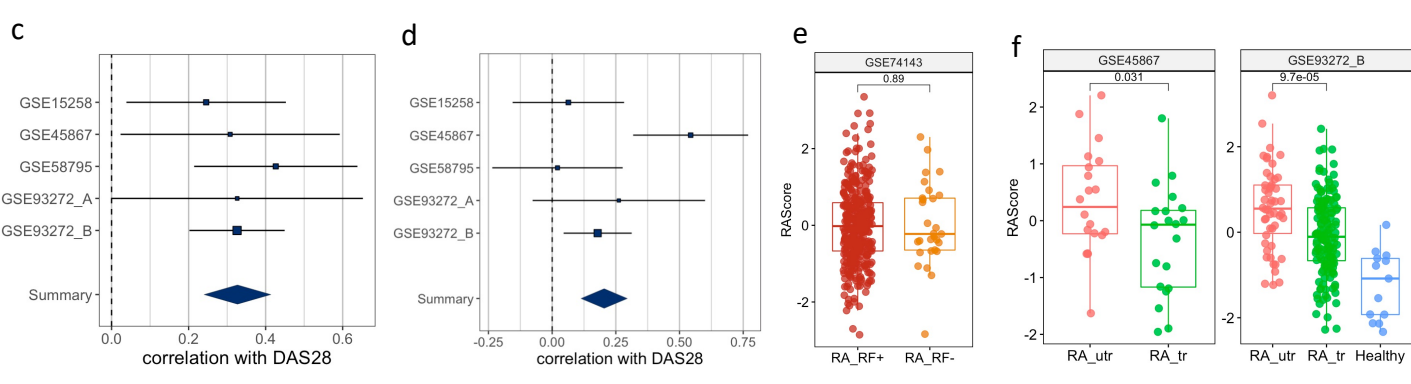 c
GSE15258
GSE45867
GSE58795
GSE93272_A
GSE93272_B
Summary
0.0 0.2 0.4 0.6
correlation with DAS28
d
GSE15258
GSE45867
GSE58795
GSE93272_A
GSE93272_B
Summary
-0.25 0.00 0.25 0.50 0.75
correlation with DAS28
e
GSE74143
0.89
RAScore
2
0
-2
RA_RF+ RA_RF-
f
GSE45867
0.031
RAScore
2
1
0
-1
-2
RA_utr RA_tr
GSE93272_B
9.7e-05
2
0
-2
RA_utr RA_tr Healthy